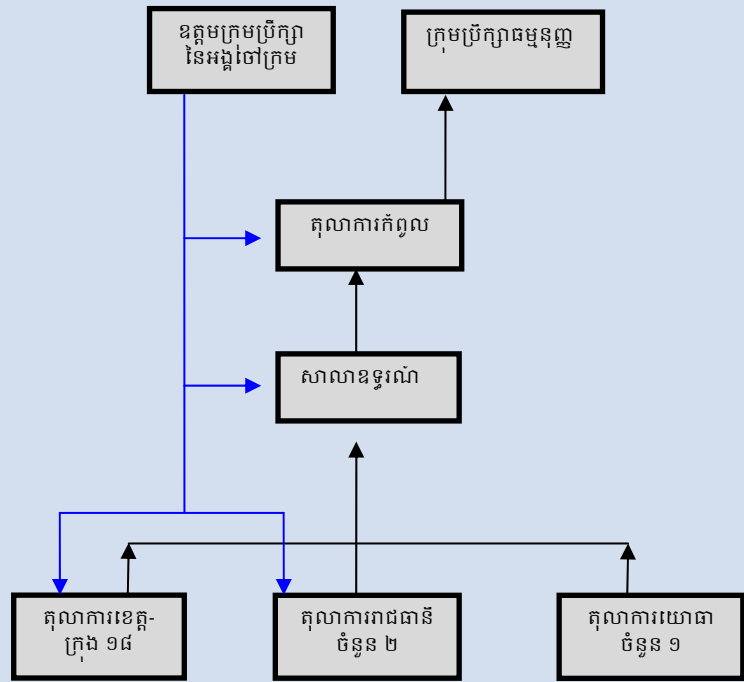 ឧត្តមក្រុមប្រឹក្សា
នៃអង្គចៅក្រម
ក្រុមប្រឹក្សាធម្មនុញ្ញ
តុលាការកំពូល
សាលាឧទ្ធរណ៍
តុលាការខេត្ត-
ក្រុង ១៨
តុលាការរាជធានី
ចំនួន ២
តុលាការយោធា
ចំនួន ១